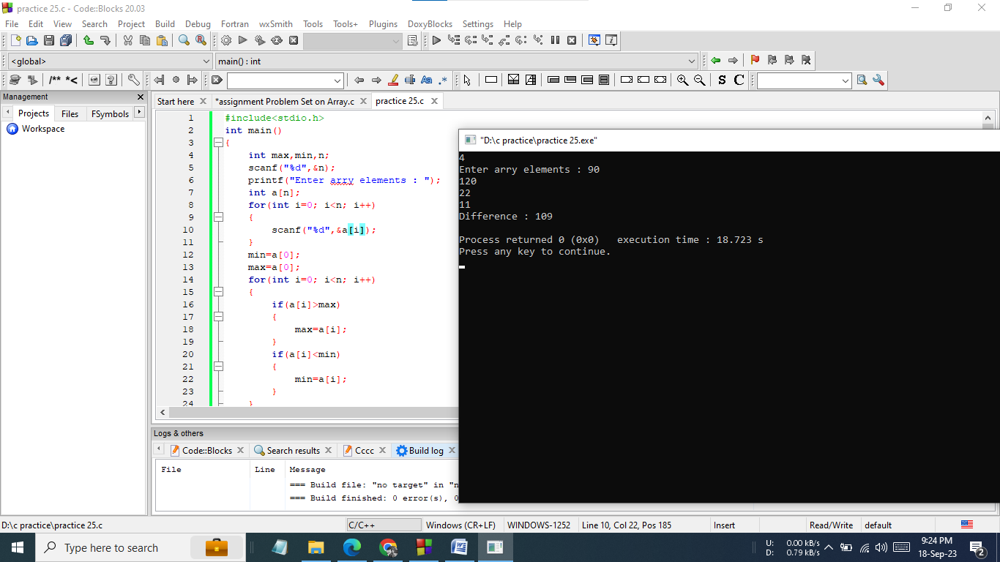 practice 25.c - Code::Blocks 20.03
File Edit View Search Project Build Debug Fortran wxSmith Tools Tools+ Plugins DoxyBlocks Settings Help
<global> main() : int
/** *< Aa .* S C
Management
Projects Files FSymbols
Workspace
Start here *assignment Problem Set on Array.c practice 25.c
1 #include<stdio.h>
2 int main()
3 {
4 int max,min,n;
5 scanf("%d",&n);
6 printf("Enter arry elements : ");
7 int a[n];
8 for(int i=0; i<n; i++)
9 {
10 scanf("%d",&a[i]);
11 }
12 min=a[0];
13 max=a[0];
14 for(int i=0; i<n; i++)
15 {
16 if(a[i]>max)
17 {
18 max=a[i];
19 }
20 if(a[i]<min)
21 {
22 min=a[i];
23 }
24 }
"D:\c practice\practice 25.exe"
4
Enter arry elements : 90
120
22
11
Difference : 109
Process returned 0 (0x0) execution time : 18.723 s
Press any key to continue.
Logs & others
Code::Blocks Search results Cccc Build log
File Line Message
=== Build file: "no target" in "n
=== Build finished: 0 error(s), 0
D:\c practice\practice 25.c C/C++ Windows (CR+LF) WINDOWS-1252 Line 10, Col 22, Pos 185 Insert Read/Write default
Type here to search
U: 0.00 kB/s
D: 0.79 kB/s
9:24 PM
18-Sep-23
2